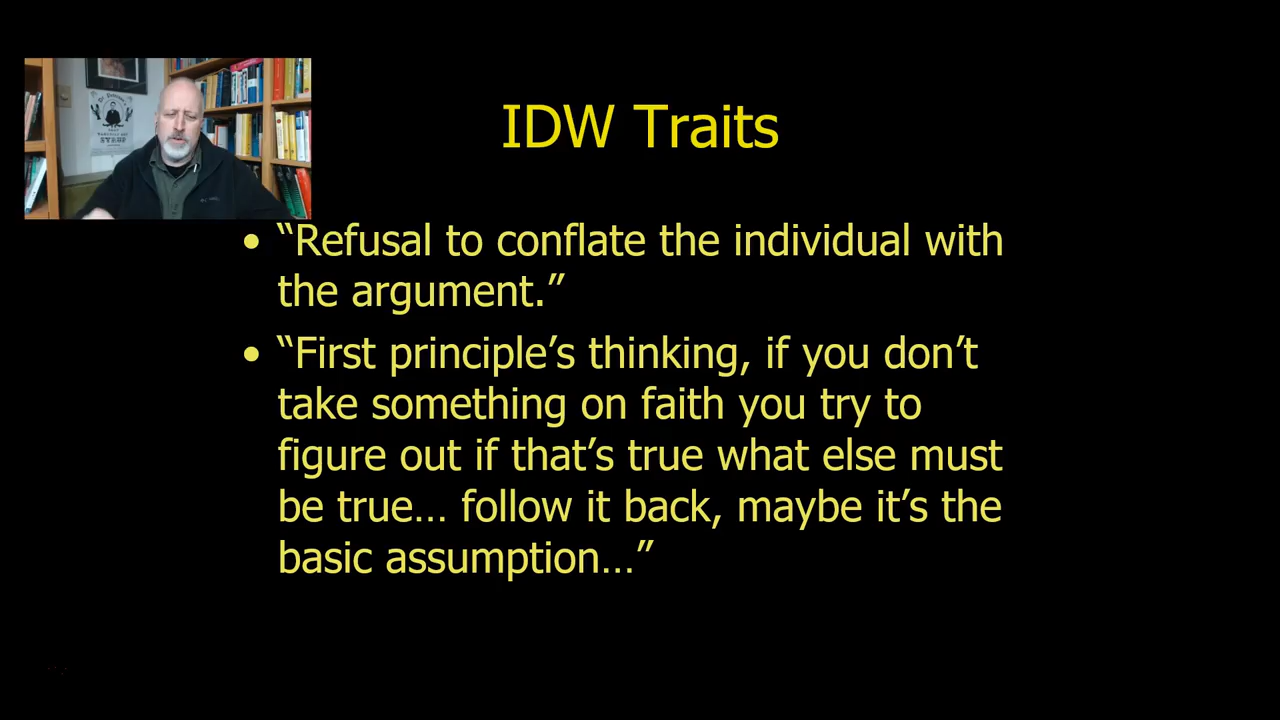 IDW Traits
• “Refusal to conflate the individual with
the argument.”
• “First principle’s thinking, if you don’t
take something on faith you try to
figure out if that’s true what else must
be true… follow it back, maybe it’s the
basic assumption…”